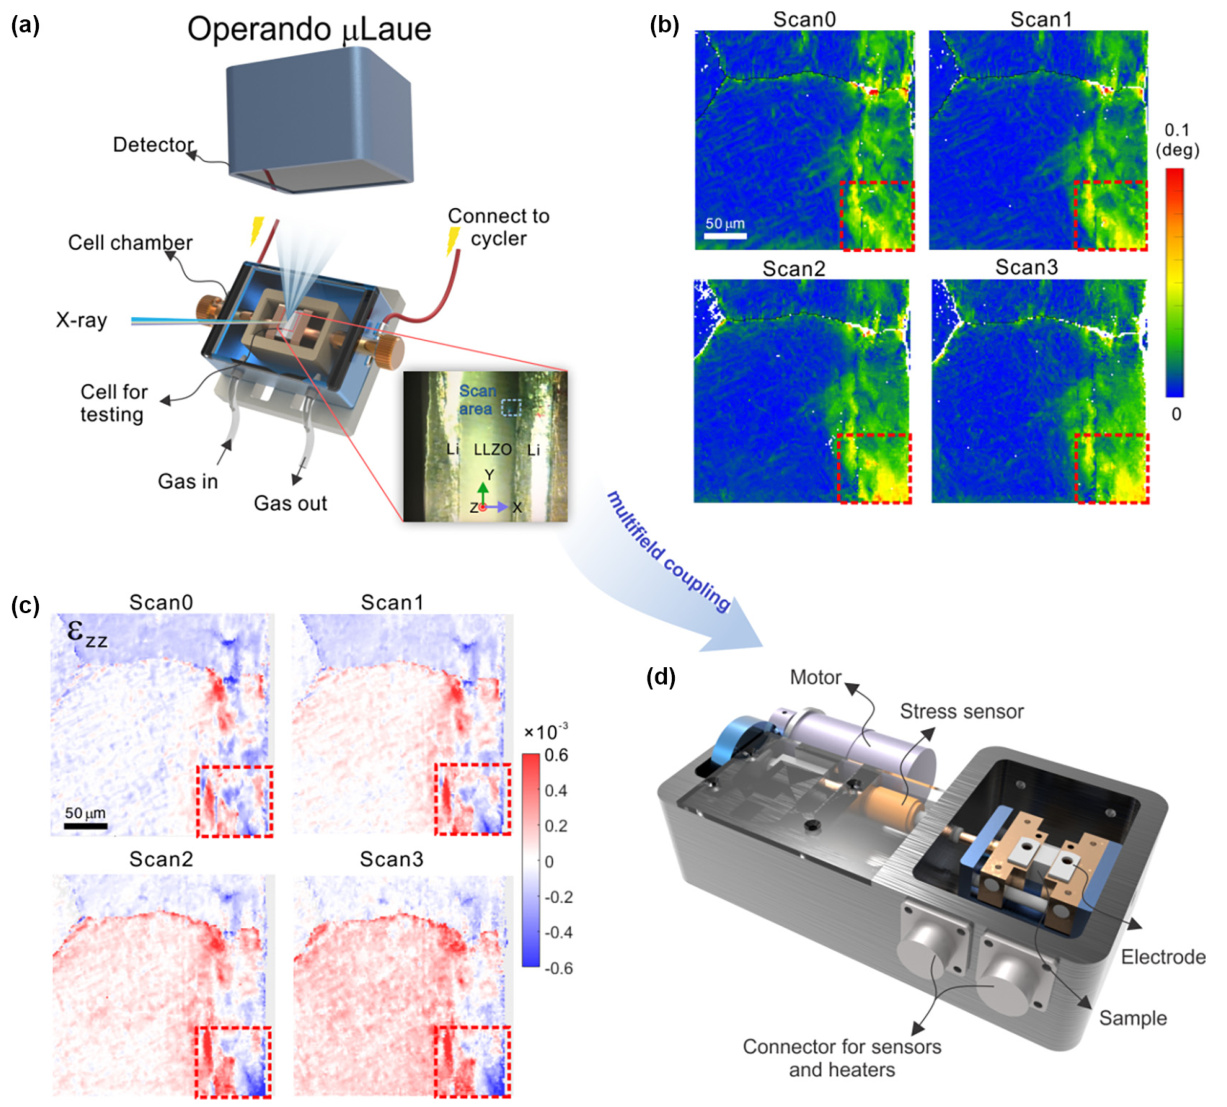 (a)
Operando μLaue
Detector
Cell chamber
Connect to
cycler
X-ray
Cell for
testing
Gas in
Gas out
Scan
area
Li
LLZO
Li
Y
Z
X
multifield coupling
(b)
Scan0
Scan1
50 μm
Scan2
Scan3
0.1
(deg)
0
(c)
Scan0
Scan1
εzz
50 μm
Scan2
Scan3
×10⁻³
0.6
0.4
0.2
0
-0.2
-0.4
-0.6
(d)
Motor
Stress sensor
Electrode
Sample
Connector for sensors
and heaters